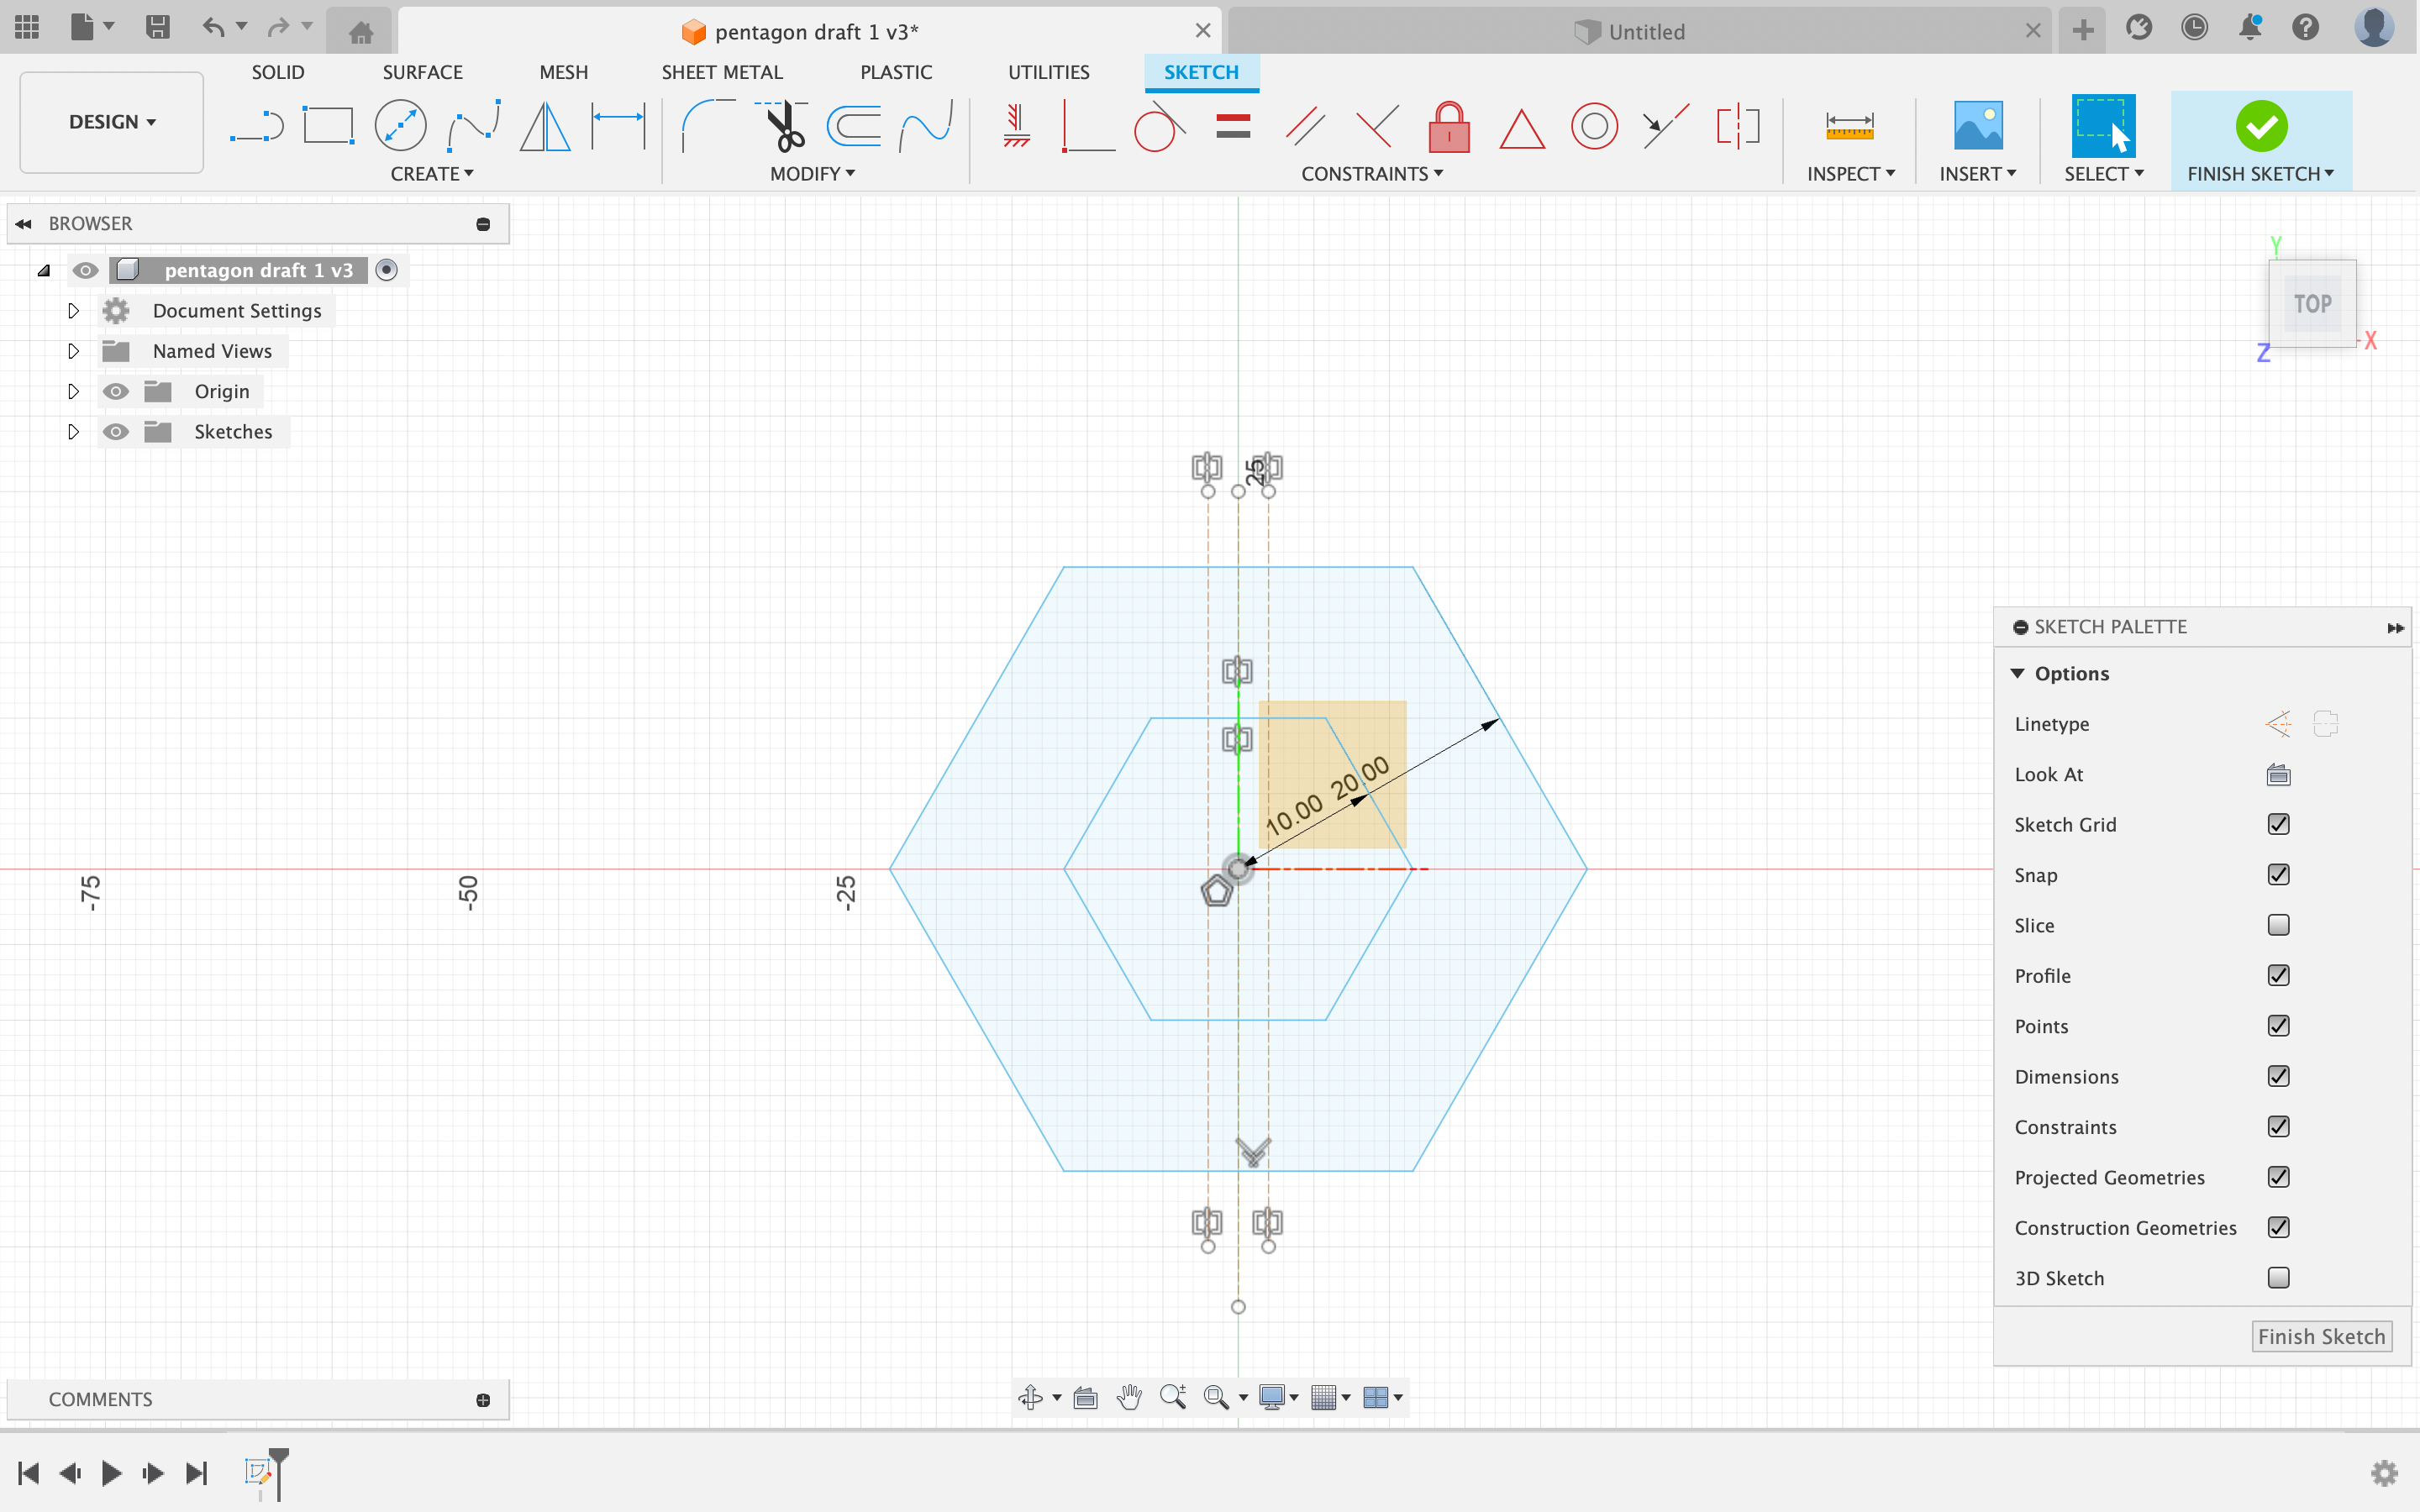 pentagon draft 1 v3*
Untitled
SOLID
SURFACE
MESH
SHEET METAL
PLASTIC
UTILITIES
SKETCH
DESIGN
CREATE
MODIFY
CONSTRAINTS
INSPECT
INSERT
SELECT
FINISH SKETCH
BROWSER
pentagon draft 1 v3
Document Settings
Named Views
Origin
Sketches
Y
TOP
X
Z
25
10.00
20.00
-75
-50
-25
SKETCH PALETTE
Options
Linetype
Look At
Sketch Grid
Snap
Slice
Profile
Points
Dimensions
Constraints
Projected Geometries
Construction Geometries
3D Sketch
Finish Sketch
COMMENTS